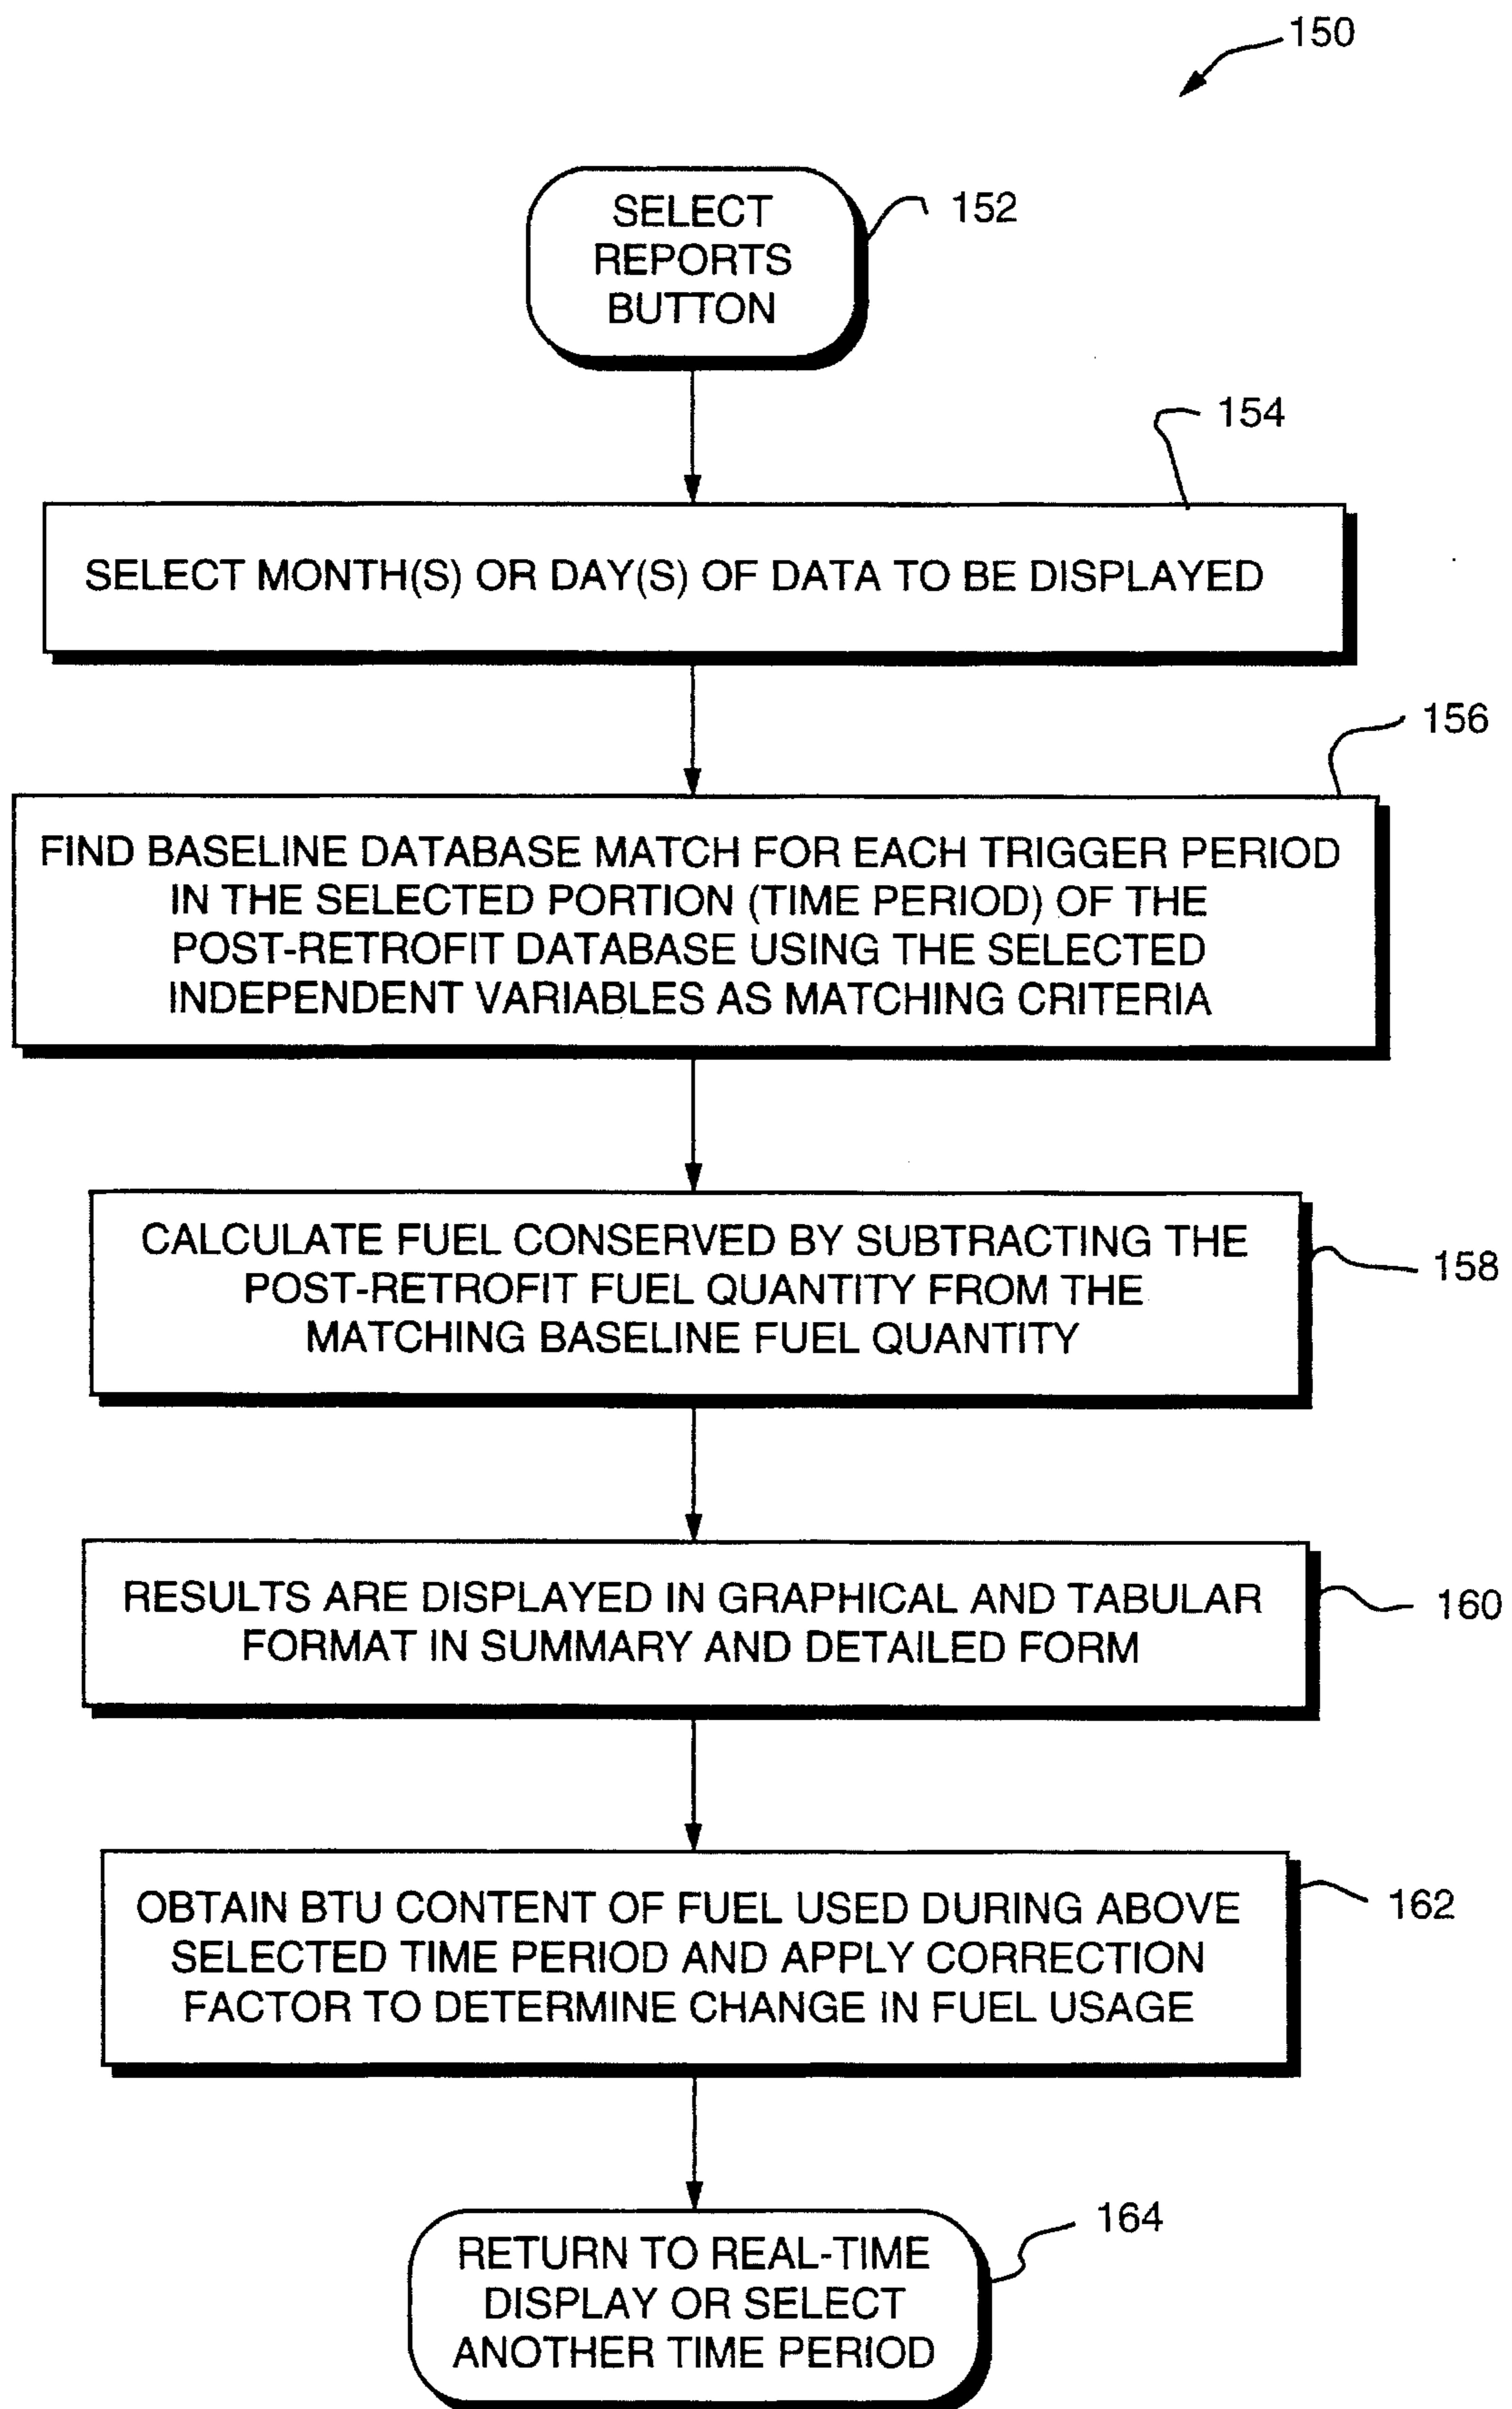 150
SELECT
REPORTS
BUTTON
152
154
SELECT MONTH(S) OR DAY(S) OF DATA TO BE DISPLAYED
156
FIND BASELINE DATABASE MATCH FOR EACH TRIGGER PERIOD
IN THE SELECTED PORTION (TIME PERIOD) OF THE
POST-RETROFIT DATABASE USING THE SELECTED
INDEPENDENT VARIABLES AS MATCHING CRITERIA
CALCULATE FUEL CONSERVED BY SUBTRACTING THE
POST-RETROFIT FUEL QUANTITY FROM THE
MATCHING BASELINE FUEL QUANTITY
158
RESULTS ARE DISPLAYED IN GRAPHICAL AND TABULAR
FORMAT IN SUMMARY AND DETAILED FORM
160
OBTAIN BTU CONTENT OF FUEL USED DURING ABOVE
SELECTED TIME PERIOD AND APPLY CORRECTION
FACTOR TO DETERMINE CHANGE IN FUEL USAGE
162
164
RETURN TO REAL-TIME
DISPLAY OR SELECT
ANOTHER TIME PERIOD